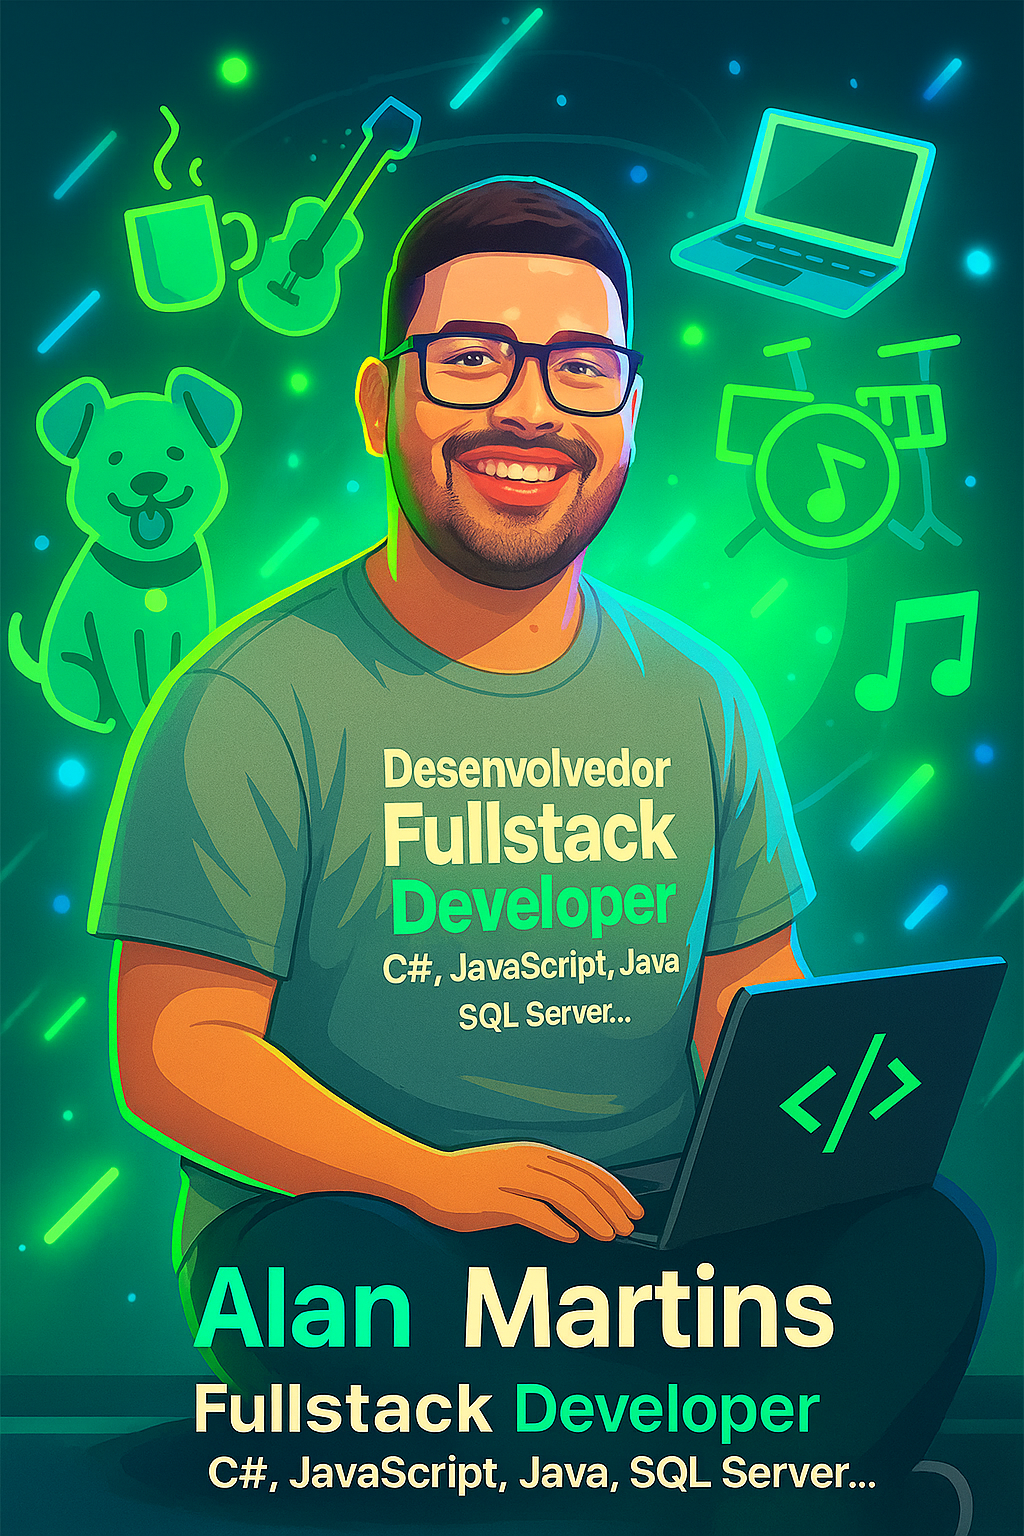 Desenvolvedor
Fullstack
Developer
C#, JavaScript, Java
SQL Server...
</>
Alan Martins
Fullstack Developer
C#, JavaScript, Java, SQL Server...